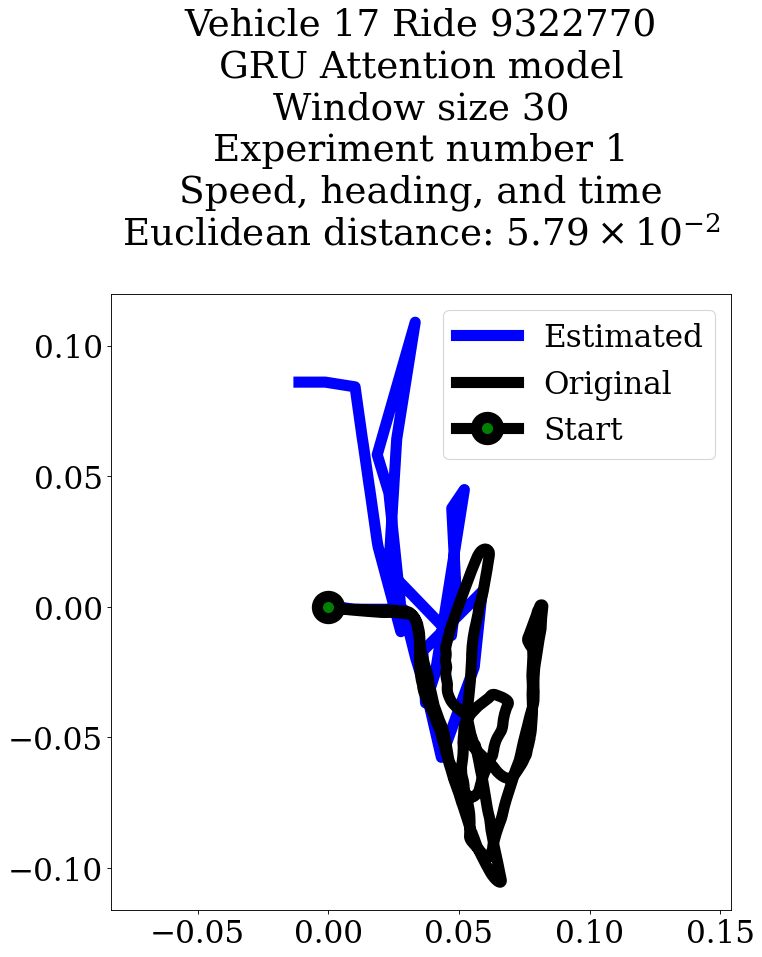 Vehicle 17 Ride 9322770
GRU Attention model
Window size 30
Experiment number 1
Speed, heading, and time
Euclidean distance: 5.79 × 10⁻²
Estimated
Original
Start
0.10
0.05
0.00
−0.05
−0.10
−0.05 0.00 0.05 0.10 0.15